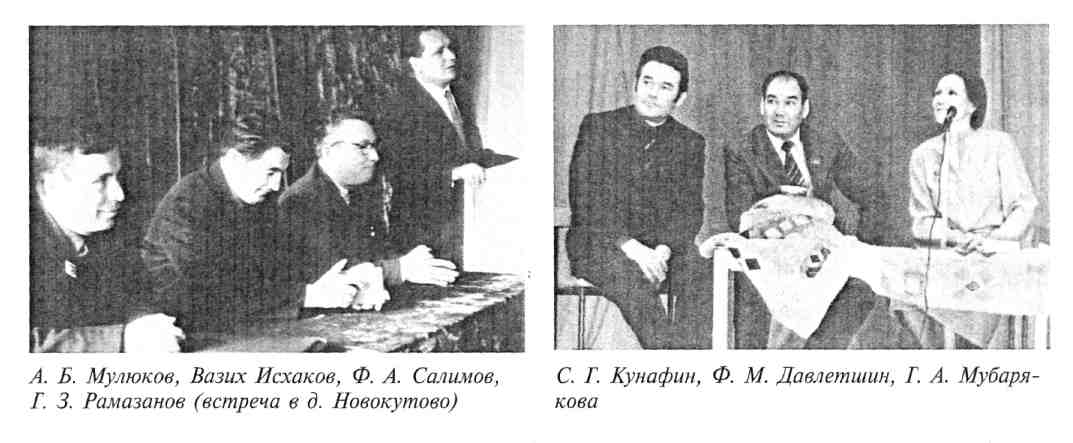 А. Б. Мулюков, Вазих Исхаков, Ф. А. Салимов,
Г. З. Рамазанов (встреча в д. Новокутово)
С. Г. Кунафин, Ф. М. Давлетшин, Г. А. Мубаря-
кова